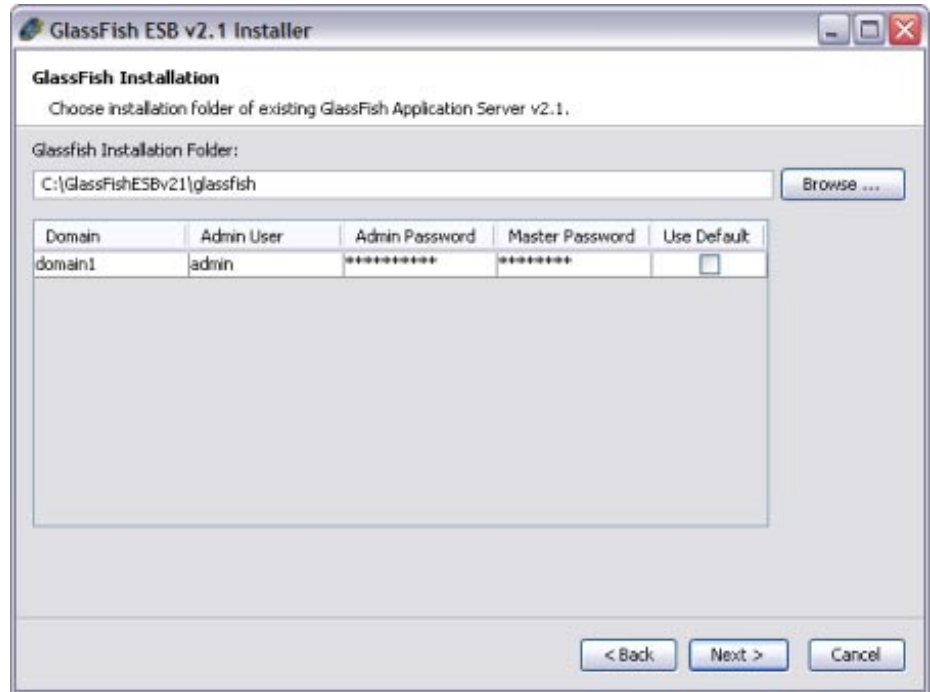 GlassFish ESB v2.1 Installer
GlassFish Installation
Choose installation folder of existing GlassFish Application Server v2.1.
Glassfish Installation Folder:
C:\GlassFishESBv21\glassfish Browse ...
Domain Admin User Admin Password Master Password Use Default
domain1 admin ********** ********
< Back Next > Cancel